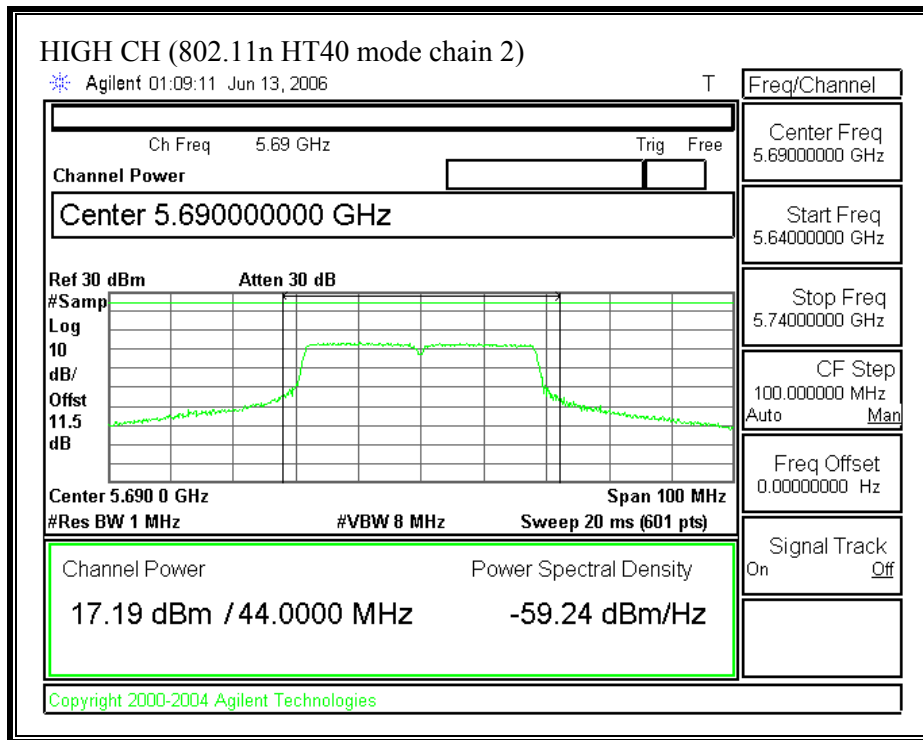 HIGH CH (802.11n HT40 mode chain 2)
Agilent 01:09:11 Jun 13, 2006 T
Freq/Channel
Ch Freq 5.69 GHz Trig Free
Channel Power
Center 5.690000000 GHz
Center Freq
5.69000000 GHz
Start Freq
5.64000000 GHz
Stop Freq
5.74000000 GHz
CF Step
100.000000 MHz
Auto Man
Freq Offset
0.00000000 Hz
Signal Track
On Off
Ref 30 dBm Atten 30 dB
#Samp
Log
10
dB/
Offst
11.5
dB
Center 5.690 0 GHz Span 100 MHz
#Res BW 1 MHz #VBW 8 MHz Sweep 20 ms (601 pts)
Channel Power Power Spectral Density
17.19 dBm / 44.0000 MHz -59.24 dBm/Hz
Copyright 2000-2004 Agilent Technologies